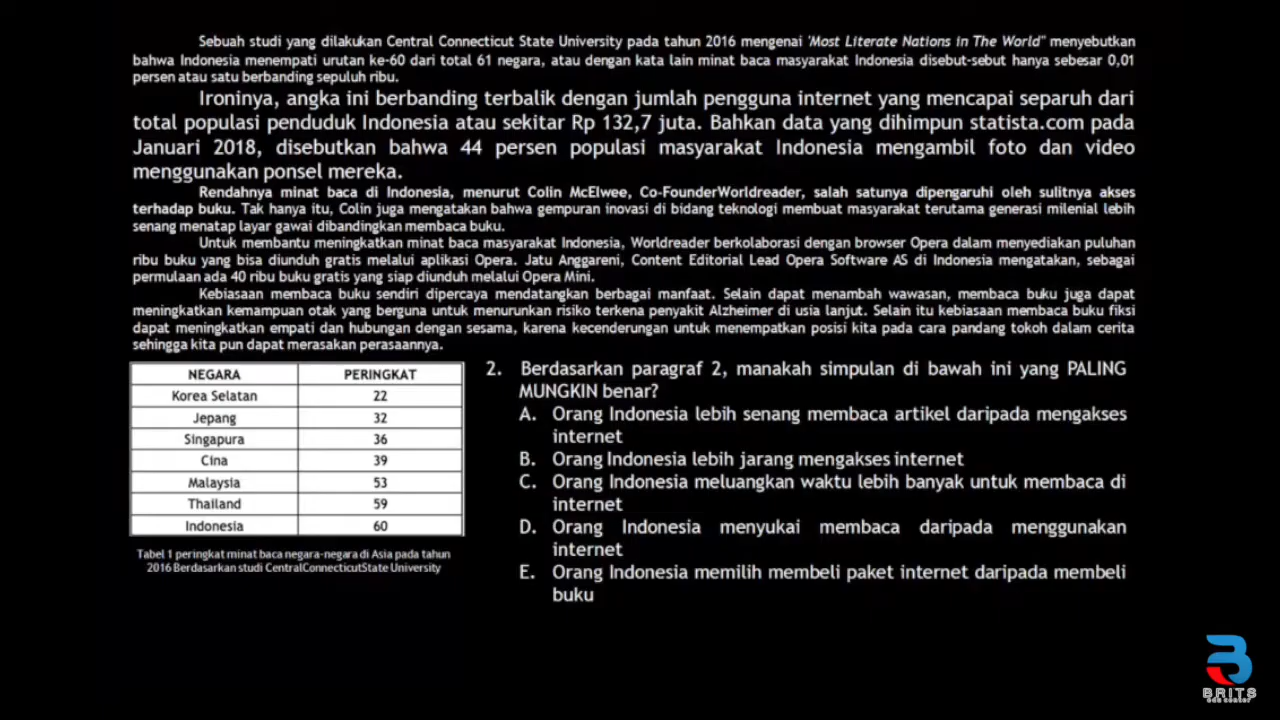 Sebuah studi yang dilakukan Central Connecticut State University pada tahun 2016 mengenai 'Most Literate Nations in The World" menyebutkan
bahwa Indonesia menempati urutan ke-60 dari total 61 negara, atau dengan kata lain minat baca masyarakat Indonesia disebut-sebut hanya sebesar 0,01
persen atau satu berbanding sepuluh ribu.
Ironinya, angka ini berbanding terbalik dengan jumlah pengguna internet yang mencapai separuh dari
total populasi penduduk Indonesia atau sekitar Rp 132,7 juta. Bahkan data yang dihimpun statista.com pada
Januari 2018, disebutkan bahwa 44 persen populasi masyarakat Indonesia mengambil foto dan video
menggunakan ponsel mereka.
Rendahnya minat baca di Indonesia, menurut Colin McElwee, Co-FounderWorldreader, salah satunya dipengaruhi oleh sulitnya akses
terhadap buku. Tak hanya itu, Colin juga mengatakan bahwa gempuran inovasi di bidang teknologi membuat masyarakat terutama generasi milenial lebih
senang menatap layar gawai dibandingkan membaca buku.
Untuk membantu meningkatkan minat baca masyarakat Indonesia, Worldreader berkolaborasi dengan browser Opera dalam menyediakan puluhan
ribu buku yang bisa diunduh gratis melalui aplikasi Opera. Jatu Anggareni, Content Editorial Lead Opera Software AS di Indonesia mengatakan, sebagai
permulaan ada 40 ribu buku gratis yang siap diunduh melalui Opera Mini.
Kebiasaan membaca buku sendiri dipercaya mendatangkan berbagai manfaat. Selain dapat menambah wawasan, membaca buku juga dapat
meningkatkan kemampuan otak yang berguna untuk menurunkan risiko terkena penyakit Alzheimer di usia lanjut. Selain itu kebiasaan membaca buku fiksi
dapat meningkatkan empati dan hubungan dengan sesama, karena kecenderungan untuk menempatkan posisi kita pada cara pandang tokoh dalam cerita
sehingga kita pun dapat merasakan perasaannya.
NEGARA PERINGKAT
Korea Selatan 22
Jepang 32
Singapura 36
Cina 39
Malaysia 53
Thailand 59
Indonesia 60
Tabel 1 peringkat minat baca negara-negara di Asia pada tahun
2016 Berdasarkan studi CentralConnecticutState University
2. Berdasarkan paragraf 2, manakah simpulan di bawah ini yang PALING
MUNGKIN benar?
A. Orang Indonesia lebih senang membaca artikel daripada mengakses
internet
B. Orang Indonesia lebih jarang mengakses internet
C. Orang Indonesia meluangkan waktu lebih banyak untuk membaca di
internet
D. Orang Indonesia menyukai membaca daripada menggunakan
internet
E. Orang Indonesia memilih membeli paket internet daripada membeli
buku
BRITS
edu center